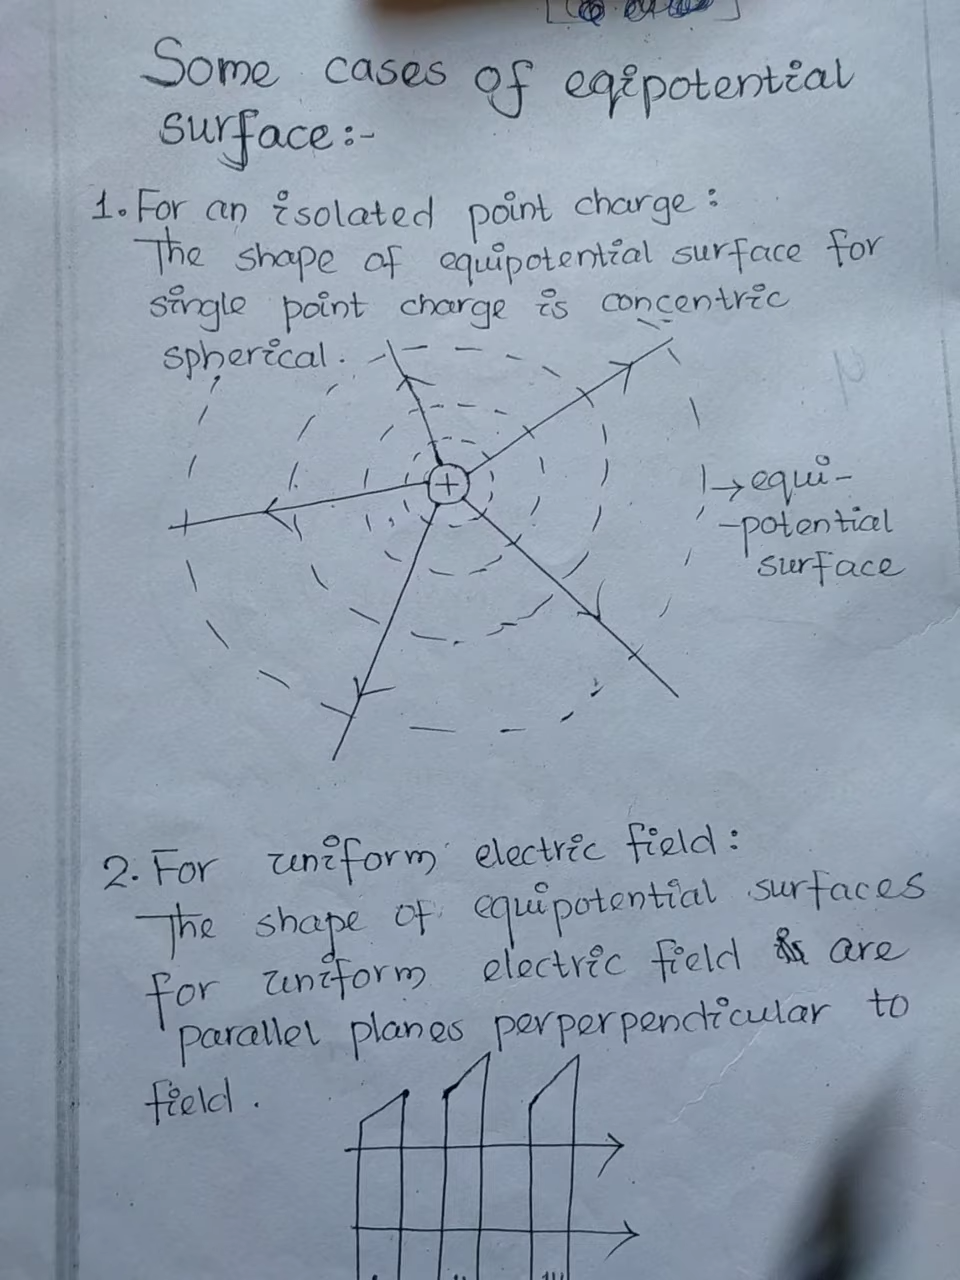 Some cases of eqipotential
surface:-
1. For an isolated point charge:
The shape of equipotential surface for
single point charge is concentric
spherical.
+
→equi-
-potential
surface
2. For uniform electric field:
The shape of equipotential surfaces
for uniform electric field are
parallel planes perperpendicular to
field.